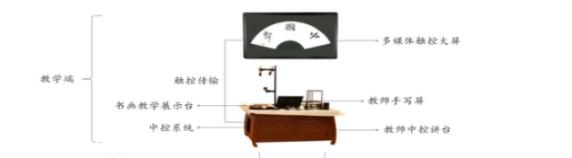 多媒体触控大屏
教学端
触控传输
书画教学展示台
教师手写屏
中控系统
教师中控讲台